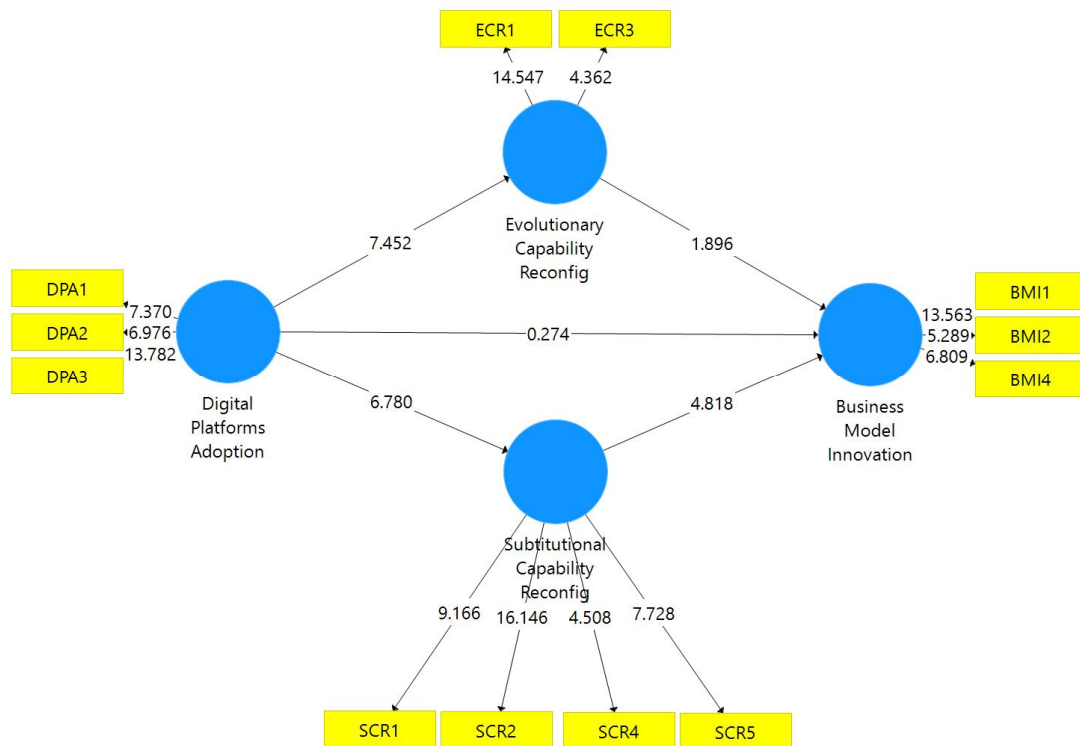 ECR1
ECR3
14.547
4.362
Evolutionary
Capability
Reconfig
7.452
1.896
DPA1
DPA2
DPA3
7.370
6.976
13.782
Digital
Platforms
Adoption
0.274
BMI1
BMI2
BMI4
13.563
5.289
6.809
Business
Model
Innovation
6.780
4.818
Subtitutional
Capability
Reconfig
9.166
16.146
4.508
7.728
SCR1
SCR2
SCR4
SCR5